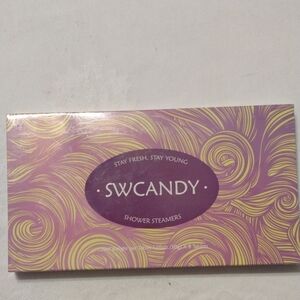 STAY FRESH, STAY YOUNG
· SWCANDY ·
SHOWER STEAMERS